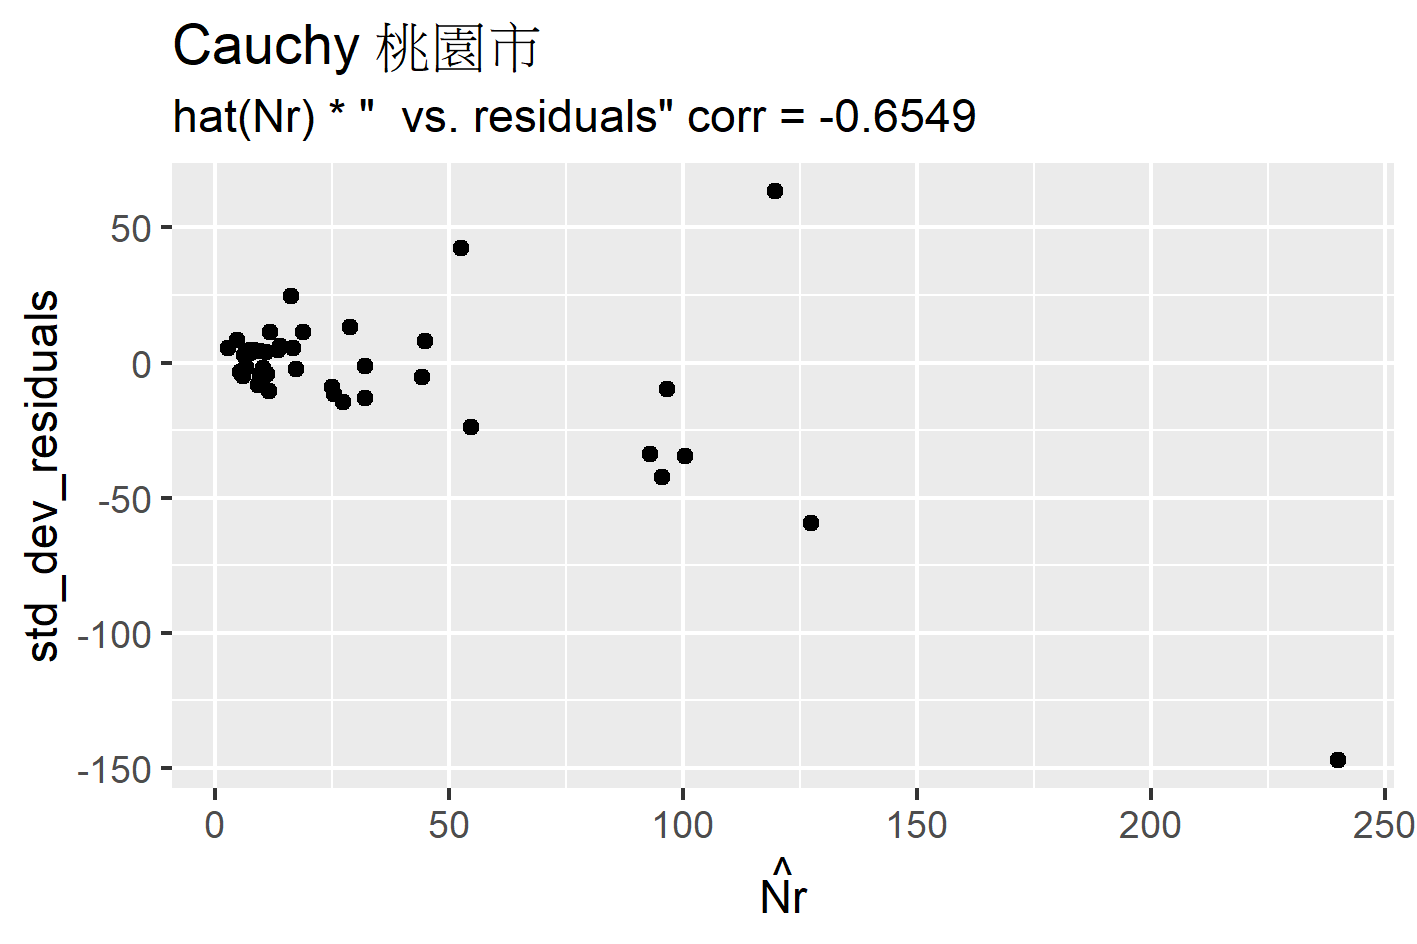 Cauchy 桃園市
hat(Nr) * "  vs. residuals" corr = -0.6549
std_dev_residuals
50
0
-50
-100
-150
0 50 100 150 200 250
N̂r